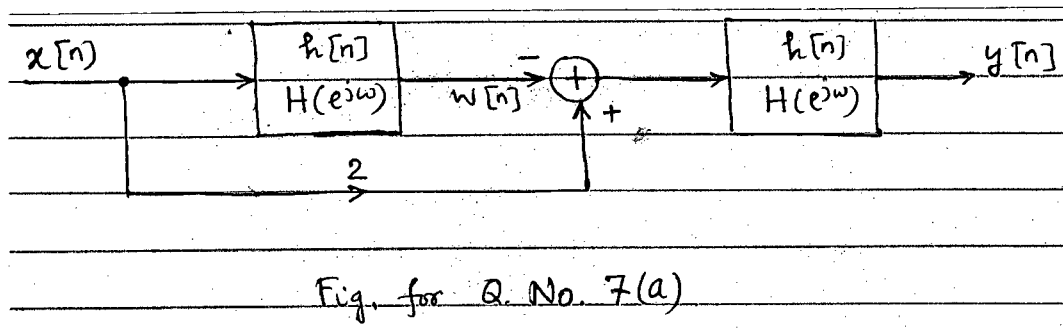 x[n]
h[n]
H(e^jω)
w[n]
−
+
+
2
h[n]
H(e^jω)
y[n]
Fig. for Q. No. 7(a)